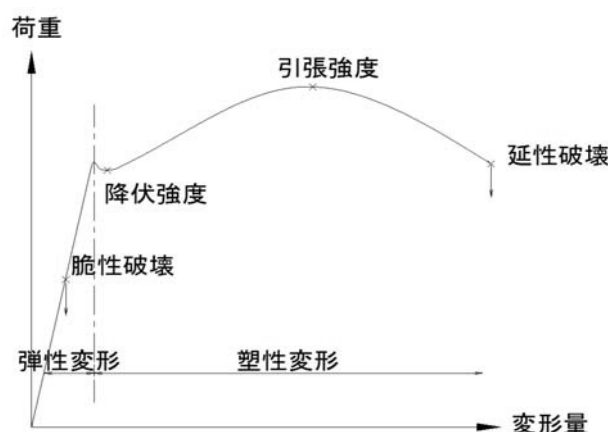 荷重
引張強度
延性破壊
降伏強度
脆性破壊
弾性変形
塑性変形
変形量